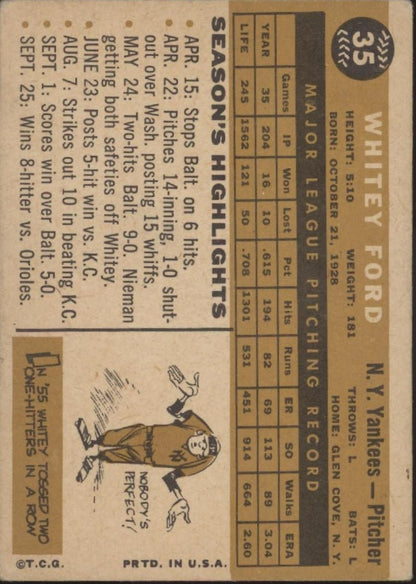 35
WHITEY FORD
N. Y. Yankees—Pitcher
HEIGHT: 5:10 WEIGHT: 181 THROWS: L BATS: L
BORN: OCTOBER 21, 1928 HOME: GLEN COVE, N. Y.
MAJOR LEAGUE PITCHING RECORD
Games IP Won Lost Pct Hits Runs ER SO Walks ERA
YEAR 35 204 16 10 .615 194 82 69 113 89 3.04
LIFE 245 1562 121 50 .708 1301 531 451 914 664 2.60
SEASON'S HIGHLIGHTS
• APR. 15: Stops Balt. on 6 hits.
• APR. 22: Pitches 14-inning, 1-0 shut-
out over Wash. posting 15 whiffs.
• MAY 24: Two-hits Balt. 9-0. Nieman
getting both safeties off Whitey.
• JUNE 23: Posts 5-hit win vs. K.C.
• AUG. 7: Strikes out 10 in beating K.C.
• SEPT. 1: Scores win over Balt. 5-0.
• SEPT. 25: Wins 8-hitter vs. Orioles.
NOBODY'S
PERFECT!
NY
IN '55 WHITEY TOSSED TWO
ONE-HITTERS IN A ROW
©T.C.G. PRTD. IN U.S.A.